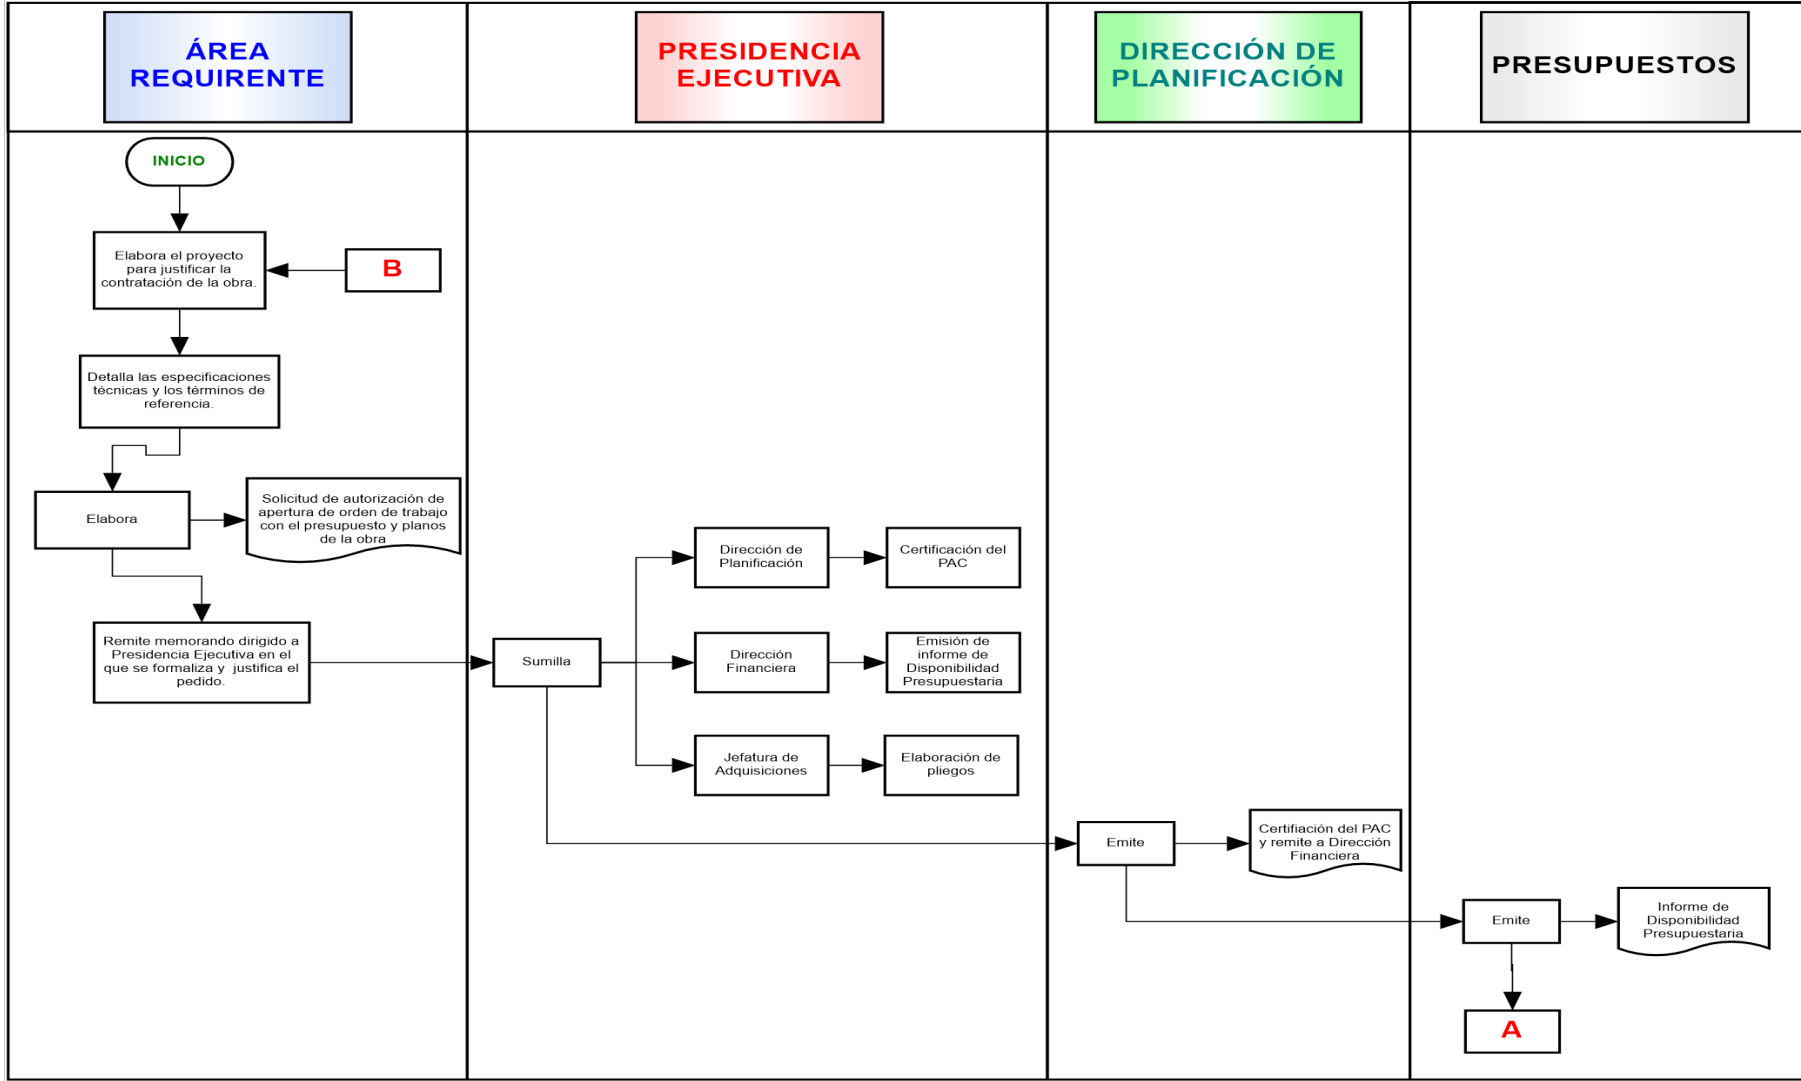 ÁREA
REQUIRENTE
PRESIDENCIA
EJECUTIVA
DIRECCIÓN DE
PLANIFICACIÓN
PRESUPUESTOS
INICIO
Elabora el proyecto
para justificar la
contratación de la obra.
B
Detalla las especificaciones
técnicas y los términos de
referencia.
Elabora
Solicitud de autorización de
apertura de orden de trabajo
con el presupuesto y planos
de la obra
Remite memorando dirigido a
Presidencia Ejecutiva en el
que se formaliza y  justifica el
pedido.
Sumilla
Dirección de
Planificación
Certificación del
PAC
Dirección
Financiera
Emisión de
informe de
Disponibilidad
Presupuestaria
Jefatura de
Adquisiciones
Elaboración de
pliegos
Emite
Certifiación del PAC
y remite a Dirección
Financiera
Emite
Informe de
Disponibilidad
Presupuestaria
A